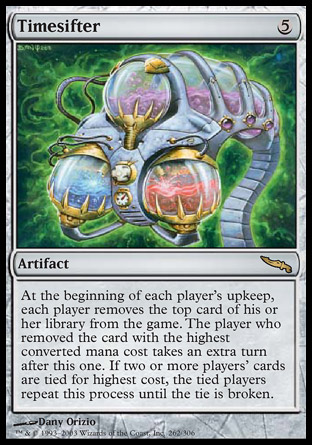 Timesifter 5
Artifact
At the beginning of each player's upkeep,
each player removes the top card of his or
her library from the game. The player who
removed the card with the highest
converted mana cost takes an extra turn
after this one. If two or more players' cards
are tied for highest cost, the tied players
repeat this process until the tie is broken.
Dany Orizio
™ & © 1993–2003 Wizards of the Coast, Inc. 262/306